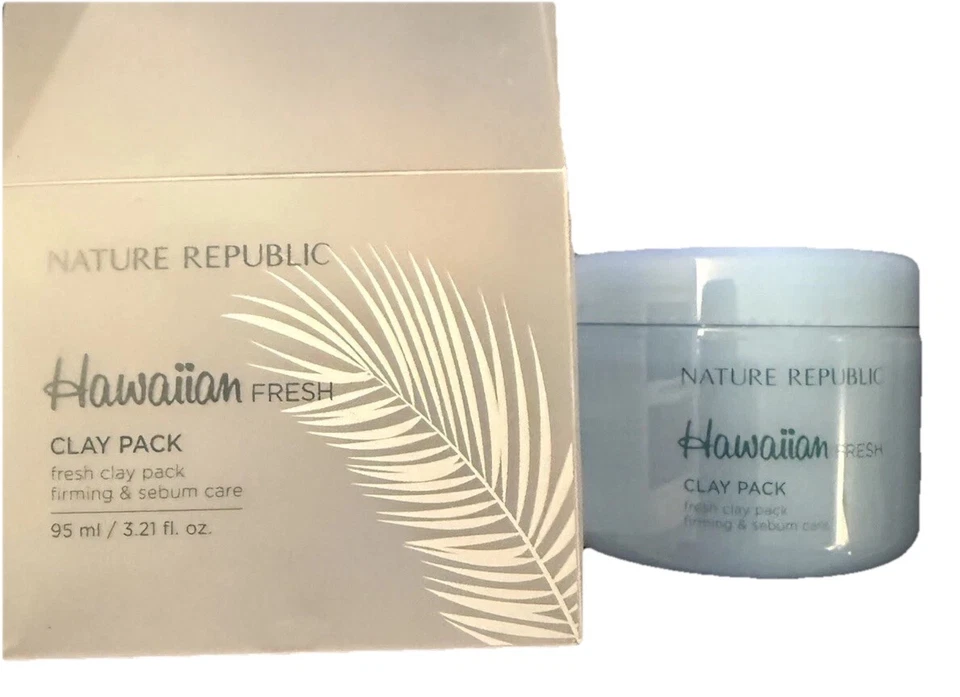 NATURE REPUBLIC
Hawaiian FRESH
CLAY PACK
fresh clay pack
firming & sebum care
95 ml / 3.21 fl. oz.
NATURE REPUBLIC
Hawaiian FRESH
CLAY PACK
fresh clay pack
firming & sebum care